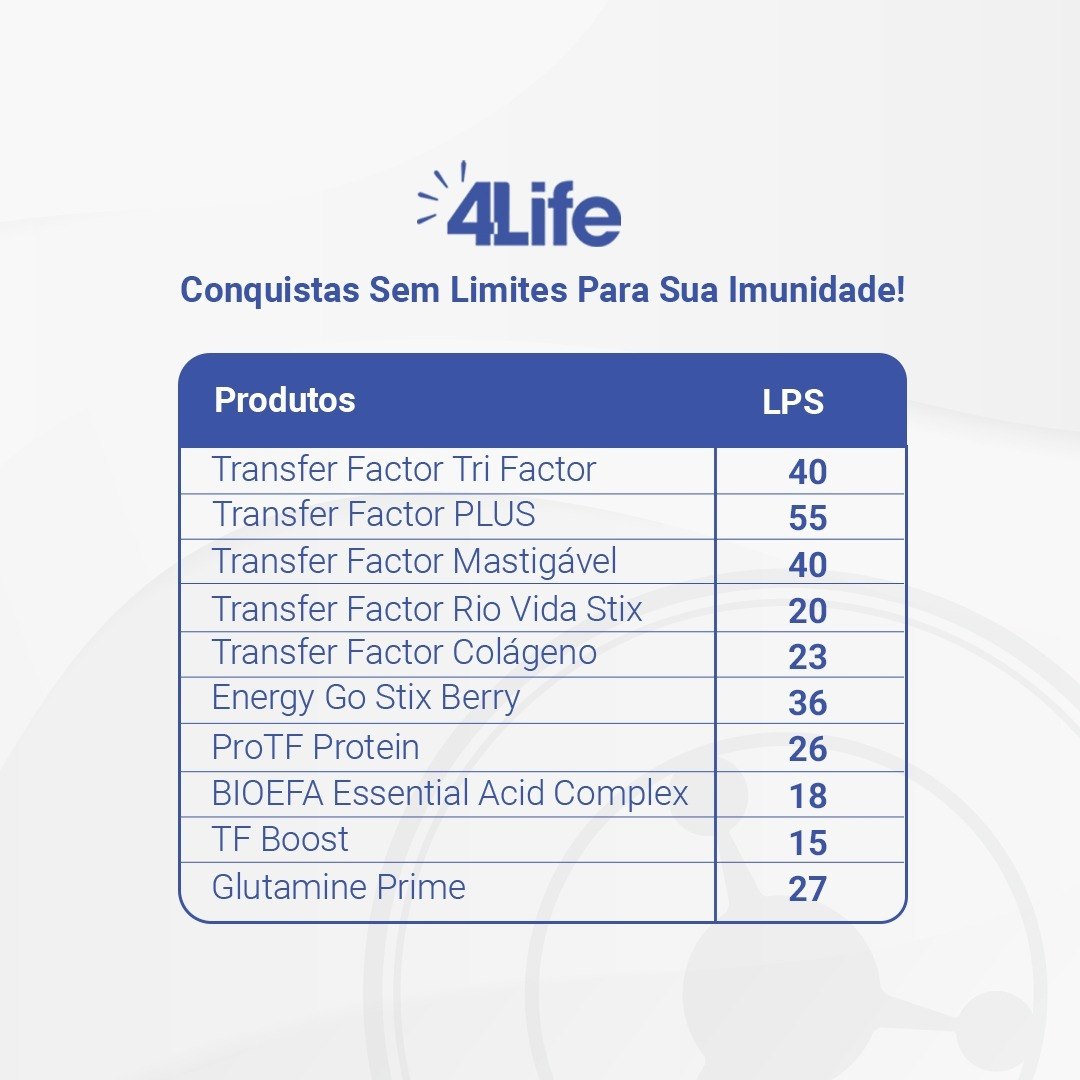 4Life
Conquistas Sem Limites Para Sua Imunidade!
Produtos LPS
Transfer Factor Tri Factor 40
Transfer Factor PLUS 55
Transfer Factor Mastigável 40
Transfer Factor Rio Vida Stix 20
Transfer Factor Colágeno 23
Energy Go Stix Berry 36
ProTF Protein 26
BIOEFA Essential Acid Complex 18
TF Boost 15
Glutamine Prime 27